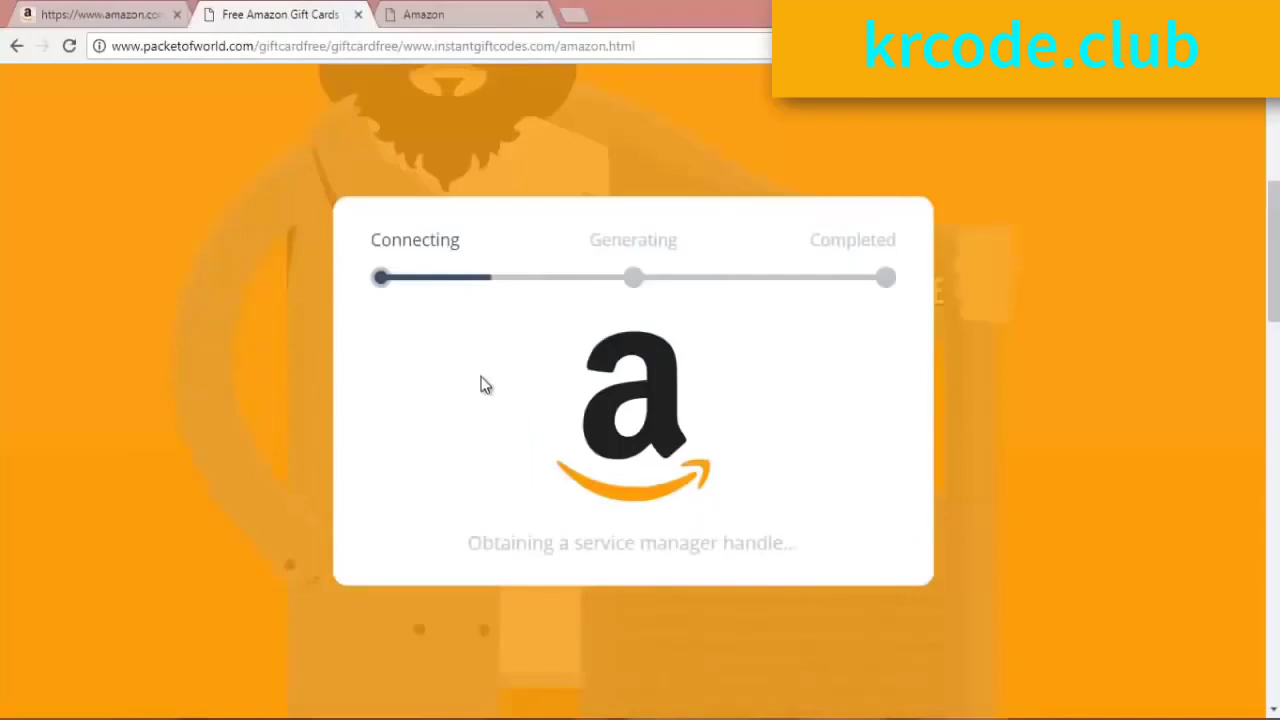 https://www.amazon.co
Free Amazon Gift Cards
Amazon
www.packetofworld.com/giftcardfree/giftcardfree/www.instantgiftcodes.com/amazon.html
krcode.club
Connecting
Generating
Completed
E
a
Obtaining a service manager handle...